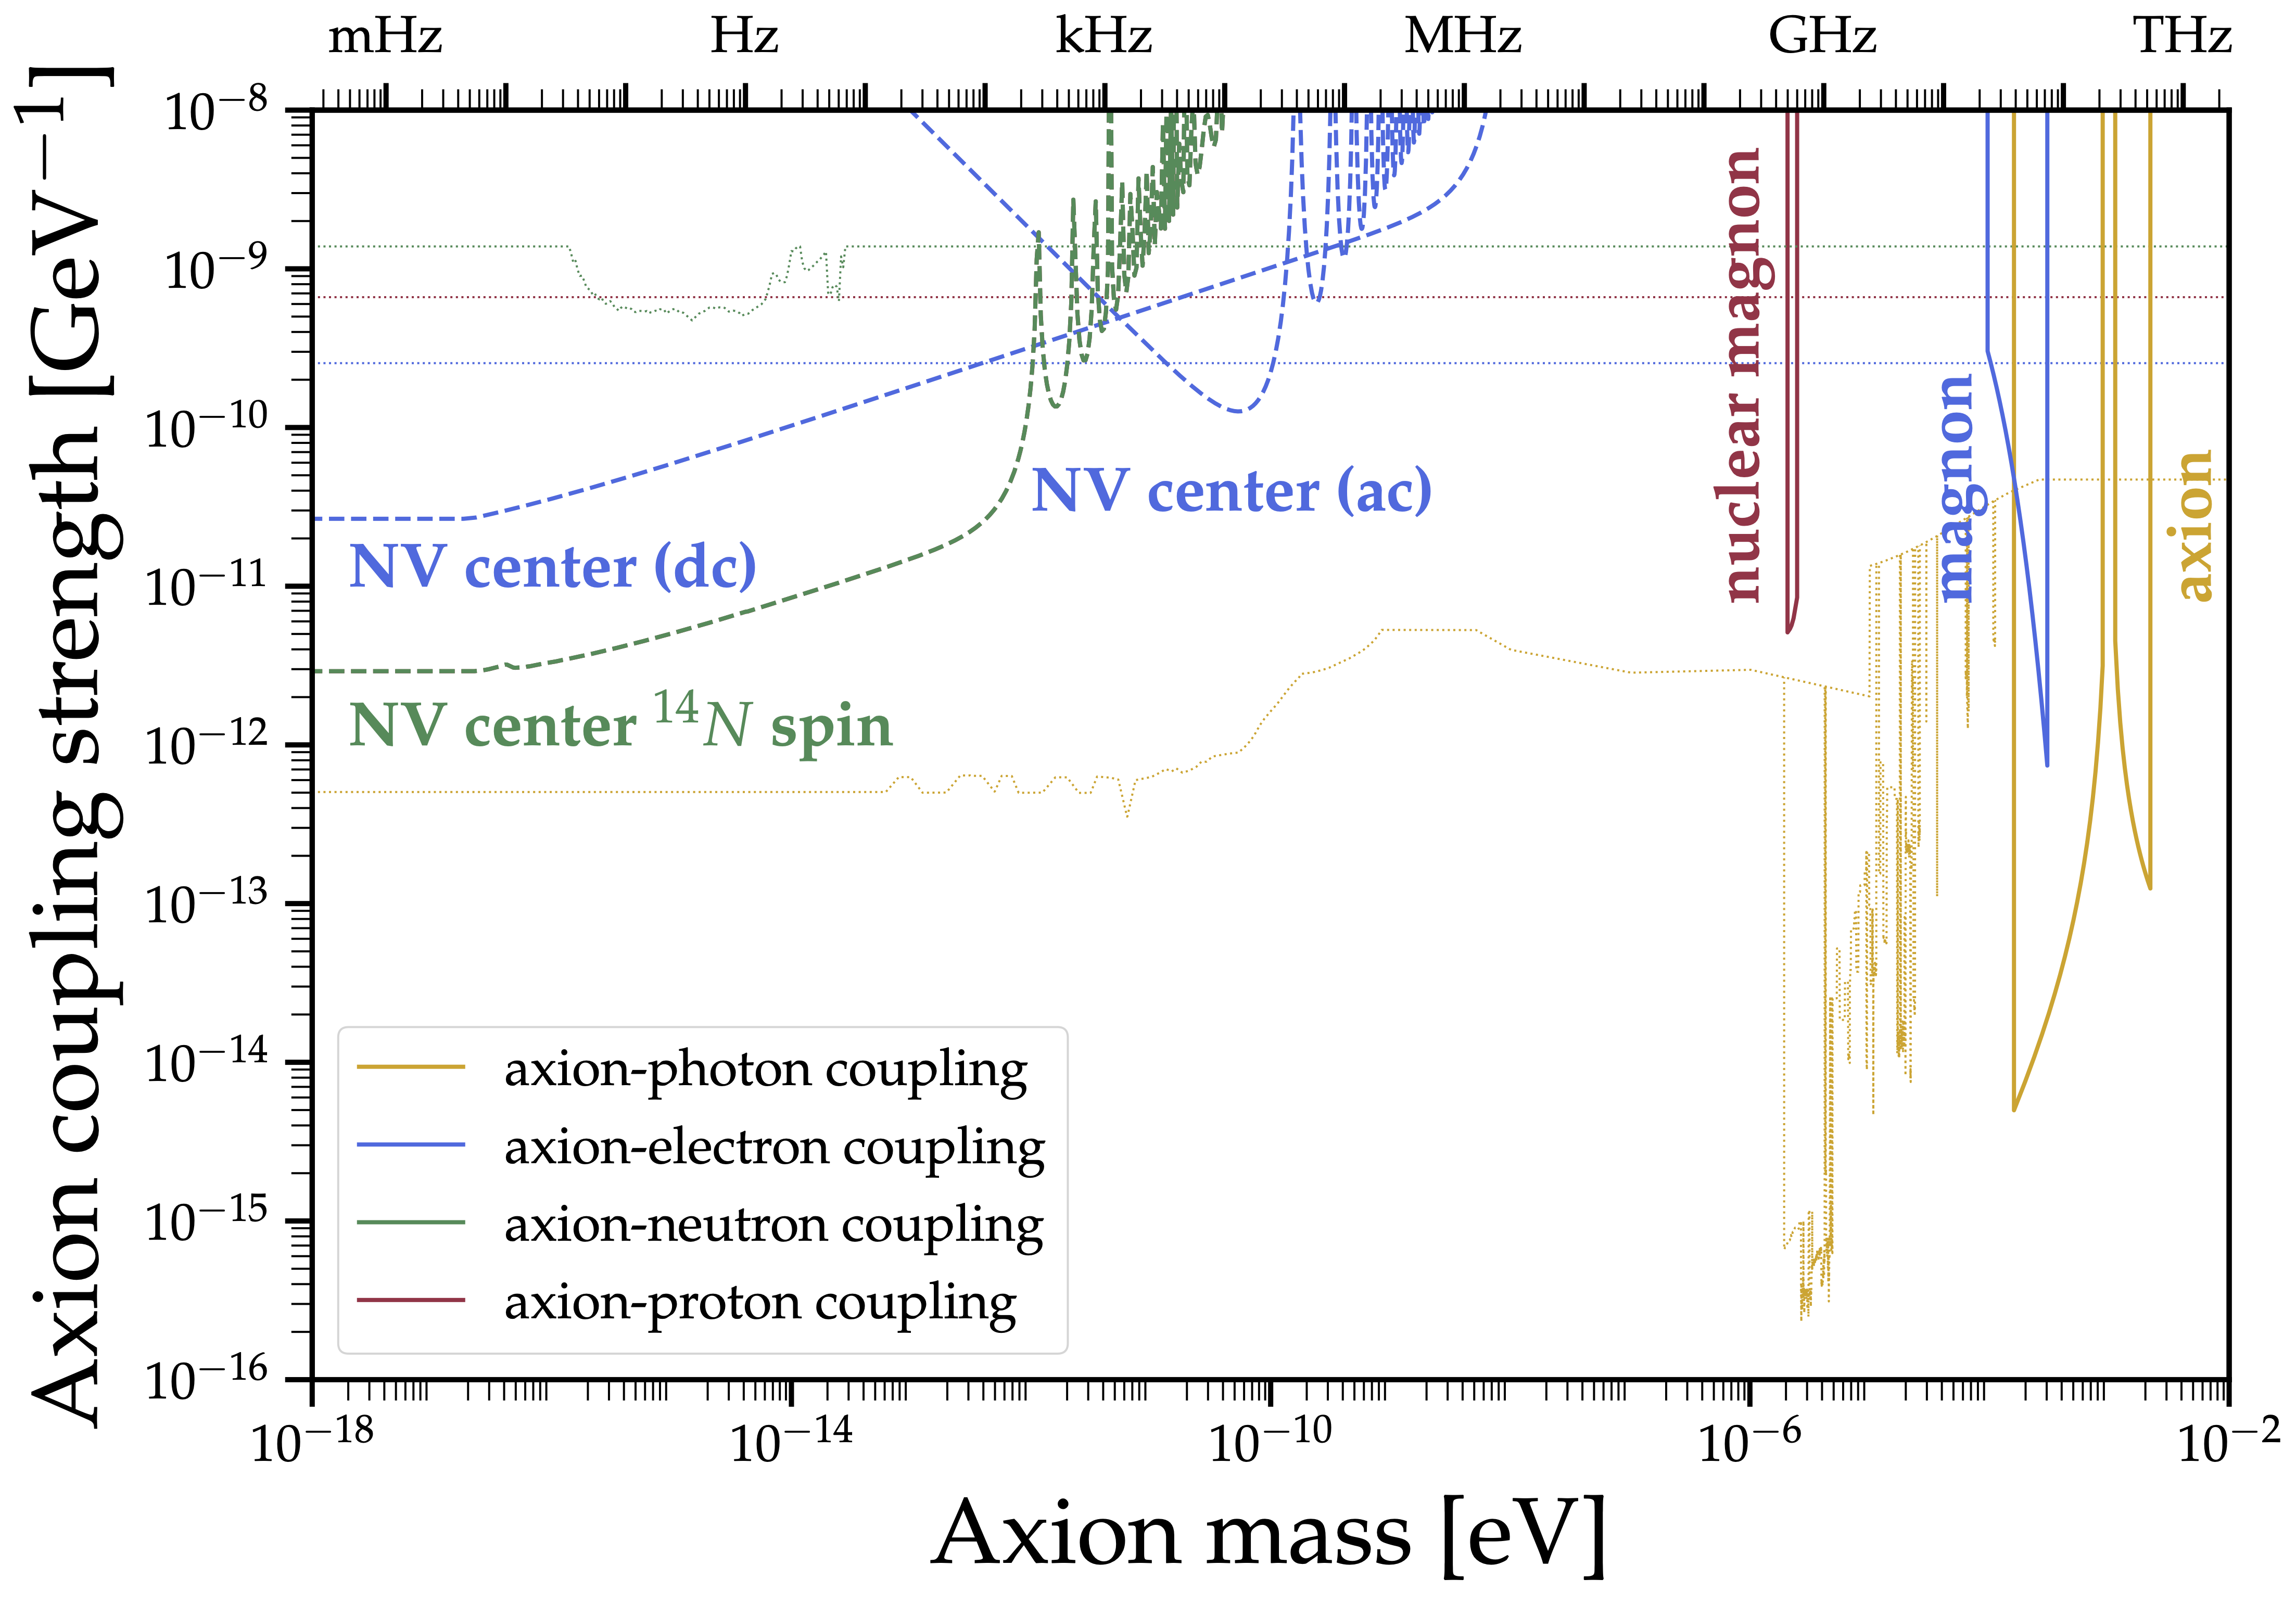 mHz Hz kHz MHz GHz THz
Axion coupling strength [GeV⁻¹]
10⁻⁸
10⁻⁹
10⁻¹⁰
10⁻¹¹
10⁻¹²
10⁻¹³
10⁻¹⁴
10⁻¹⁵
10⁻¹⁶
nuclear magnon
magnon
axion
NV center (ac)
NV center (dc)
NV center ¹⁴N spin
axion-photon coupling
axion-electron coupling
axion-neutron coupling
axion-proton coupling
10⁻¹⁸ 10⁻¹⁴ 10⁻¹⁰ 10⁻⁶ 10⁻²
Axion mass [eV]